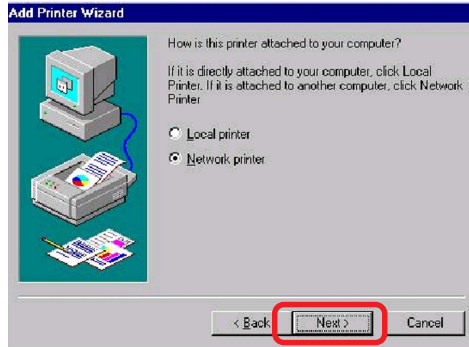 Add Printer Wizard
How is this printer attached to your computer?
If it is directly attached to your computer, click Local
Printer. If it is attached to another computer, click Network
Printer
Local printer
Network printer
< Back
Next >
Cancel